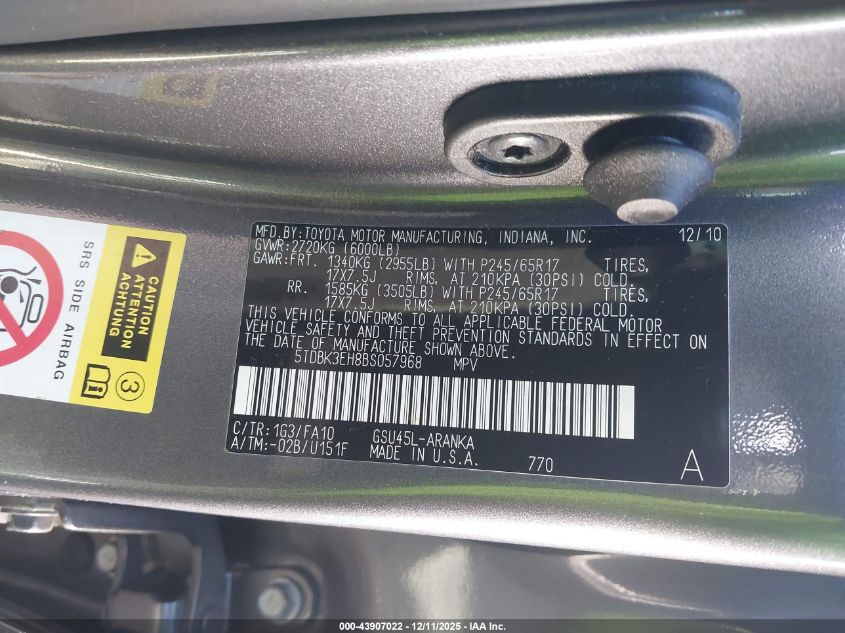 MFD.BY:TOYOTA MOTOR MANUFACTURING, INDIANA, INC. 12/10
GVWR:2720KG (6000LB)
GAWR:FRT. 1340KG (2955LB) WITH P245/65R17 TIRES,
17X7.5J RIMS, AT 210KPA (30PSI) COLD.
RR. 1585KG (3505LB) WITH P245/65R17 TIRES,
17X7.5J RIMS, AT 210KPA (30PSI) COLD.
THIS VEHICLE CONFORMS TO ALL APPLICABLE FEDERAL MOTOR
VEHICLE SAFETY AND THEFT PREVENTION STANDARDS IN EFFECT ON
THE DATE OF MANUFACTURE SHOWN ABOVE.
5TDBK3EH8BS057968 MPV
C/TR:1G3/FA10 GSU45L-ARANKA
A/TM:-02B/U151F MADE IN U.S.A. 770 A
SRS SIDE AIRBAG
CAUTION
ATTENTION
ACHTUNG
3
000-43907022 - 12/11/2025 - IAA Inc.